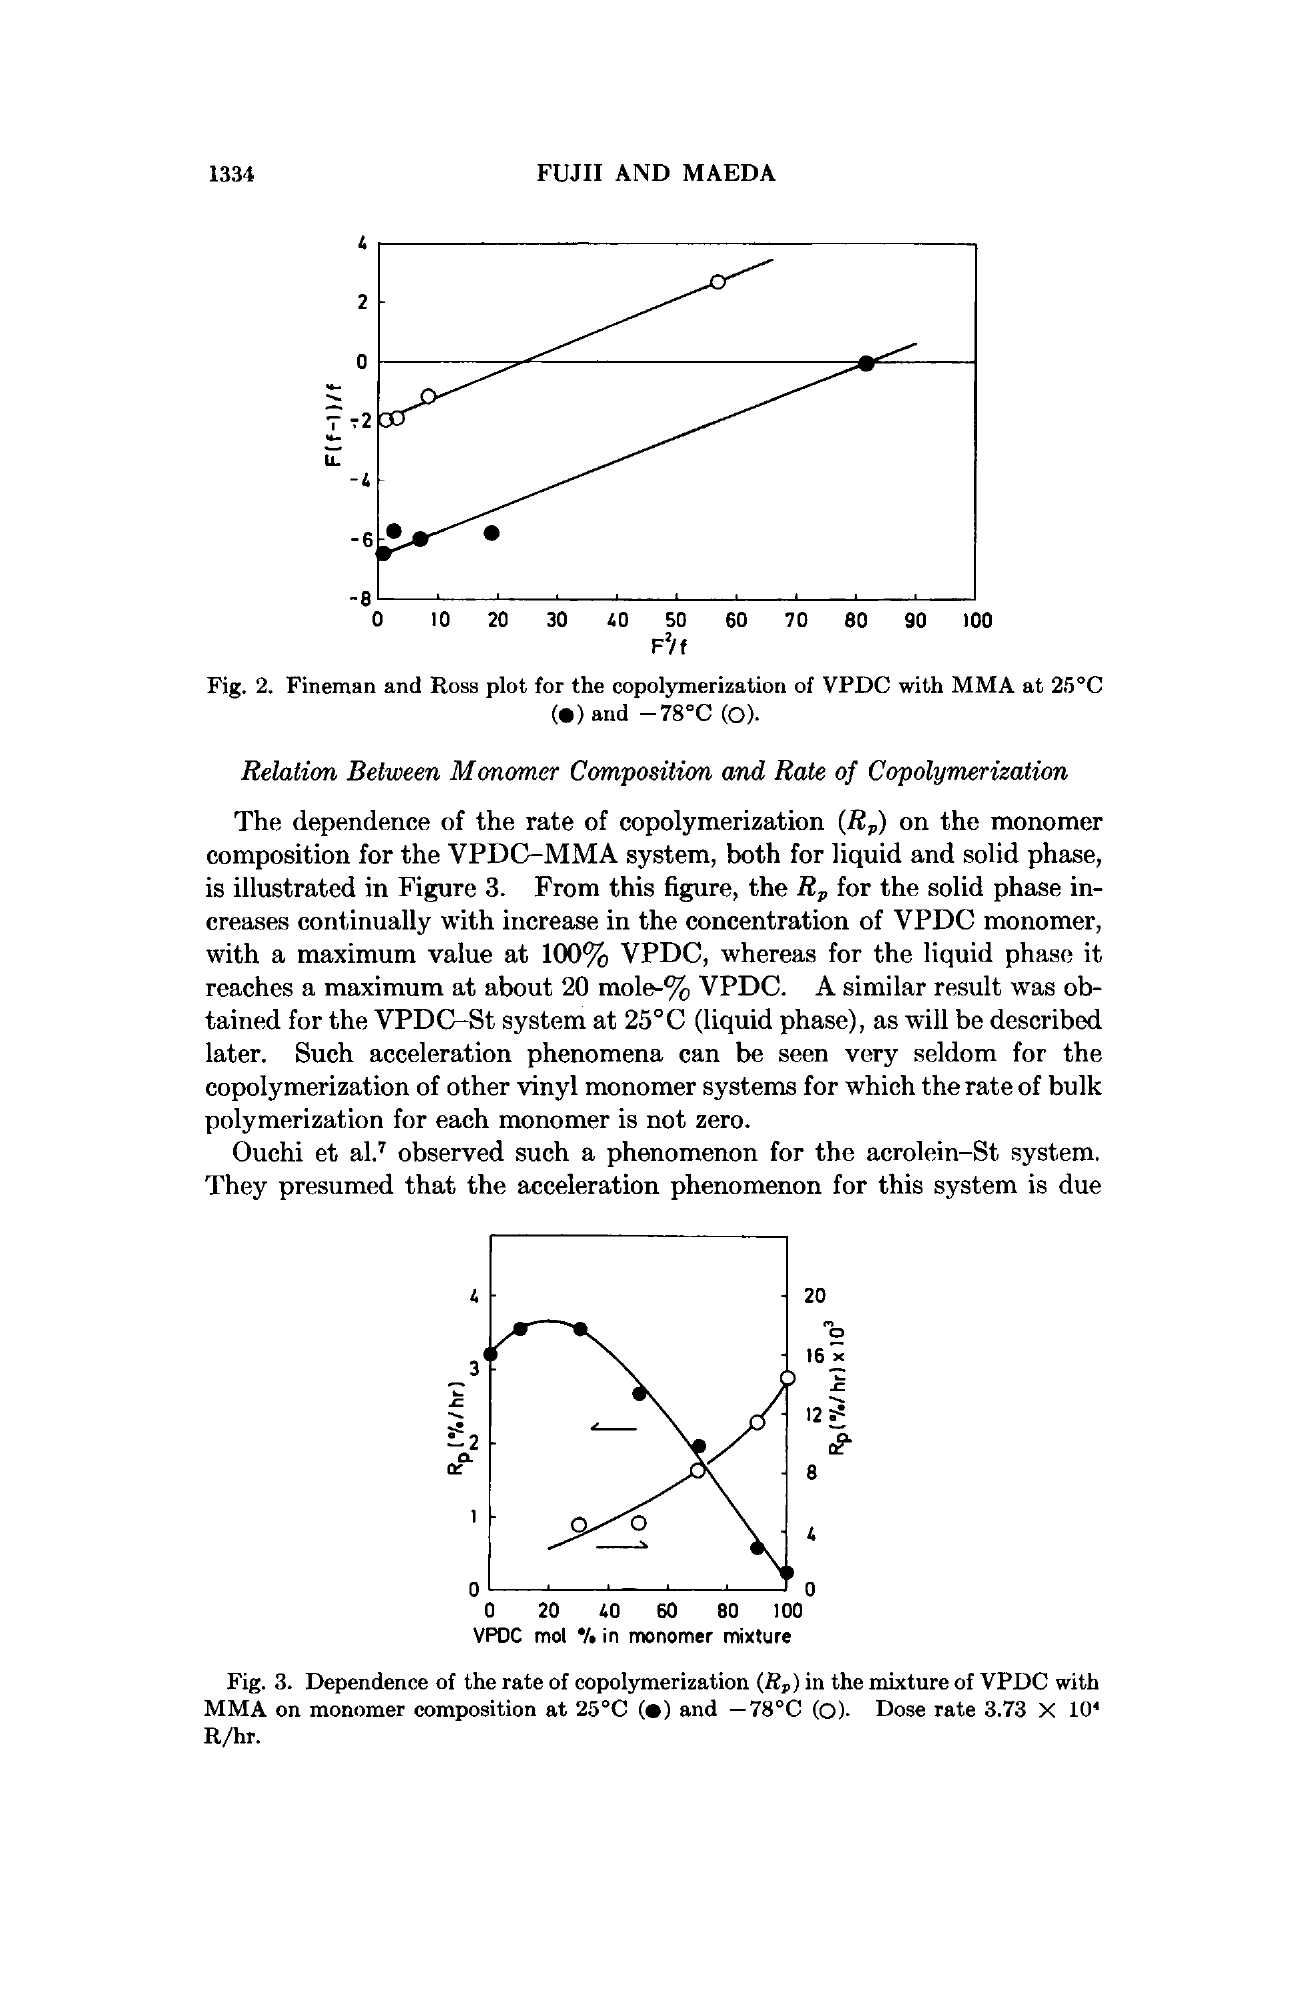 1334
FUJII AND MAEDA
4
2
0
-2
-4
-6
-8
F(f-1)/f
0 10 20 30 40 50 60 70 80 90 100
F²/f
Fig. 2. Fineman and Ross plot for the copolymerization of VPDC with MMA at 25°C
(●) and −78°C (○).
Relation Between Monomer Composition and Rate of Copolymerization
The dependence of the rate of copolymerization (Rp) on the monomer
composition for the VPDC–MMA system, both for liquid and solid phase,
is illustrated in Figure 3. From this figure, the Rp for the solid phase in-
creases continually with increase in the concentration of VPDC monomer,
with a maximum value at 100% VPDC, whereas for the liquid phase it
reaches a maximum at about 20 mole-% VPDC. A similar result was ob-
tained for the VPDC–St system at 25°C (liquid phase), as will be described
later. Such acceleration phenomena can be seen very seldom for the
copolymerization of other vinyl monomer systems for which the rate of bulk
polymerization for each monomer is not zero.
Ouchi et al.⁷ observed such a phenomenon for the acrolein–St system.
They presumed that the acceleration phenomenon for this system is due
4
3
2
1
0
Rp(%/hr)
20
16
12
8
4
0
Rp(%/hr)x10³
0 20 40 60 80 100
VPDC mol % in monomer mixture
Fig. 3. Dependence of the rate of copolymerization (Rp) in the mixture of VPDC with
MMA on monomer composition at 25°C (●) and −78°C (○). Dose rate 3.73 × 10⁴
R/hr.